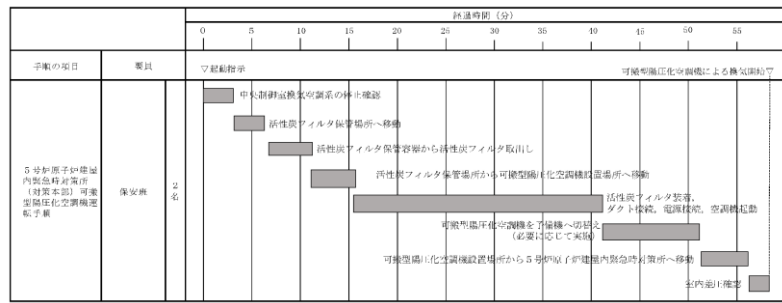 経過時間（分）
0 5 10 15 20 25 30 35 40 45 50 55
手順の項目 要員
▽起動指示 可搬型陽圧化空調機による換気開始▽
中央制御室換気空調系の停止確認
活性炭フィルタ保管場所へ移動
活性炭フィルタ保管容器から活性炭フィルタ取出し
活性炭フィルタ保管場所から可搬型陽圧化空調機設置場所へ移動
活性炭フィルタ装着，
ダクト接続，電源接続，空調機起動
可搬型陽圧化空調機を予備機へ切替え
（必要に応じて実施）
可搬型陽圧化空調機設置場所から５号炉原子炉建屋内緊急時対策所へ移動
室内差圧確認
５号炉原子炉建屋
内緊急時対策所
（対策本部）可搬
型陽圧化空調機運
転手順
保安班
２名